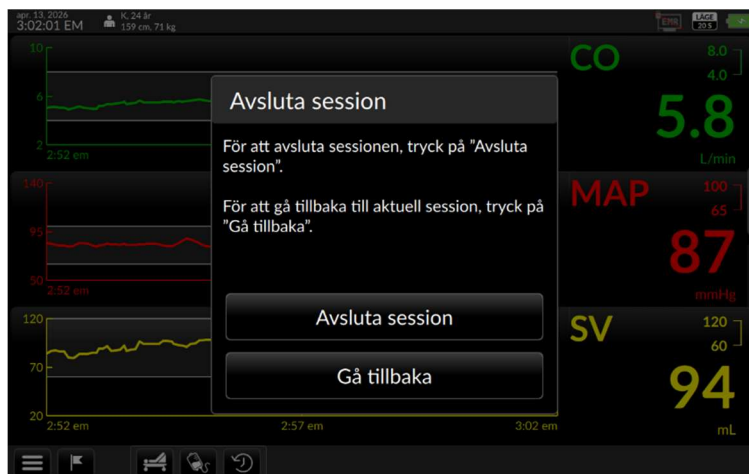 apr. 13, 2026
3:02:01 EM
K, 24 år
159 cm, 71 kg
EMR
LÄGE
20 S
10
6
2
2:52 em
CO
8.0
4.0
5.8
L/min
Avsluta session
För att avsluta sessionen, tryck på ”Avsluta
session”.
För att gå tillbaka till aktuell session, tryck på
”Gå tillbaka”.
Avsluta session
Gå tillbaka
140
95
50
2:52 em
MAP
100
65
87
mmHg
120
70
20
2:52 em
2:57 em
3:02 em
SV
120
60
94
mL